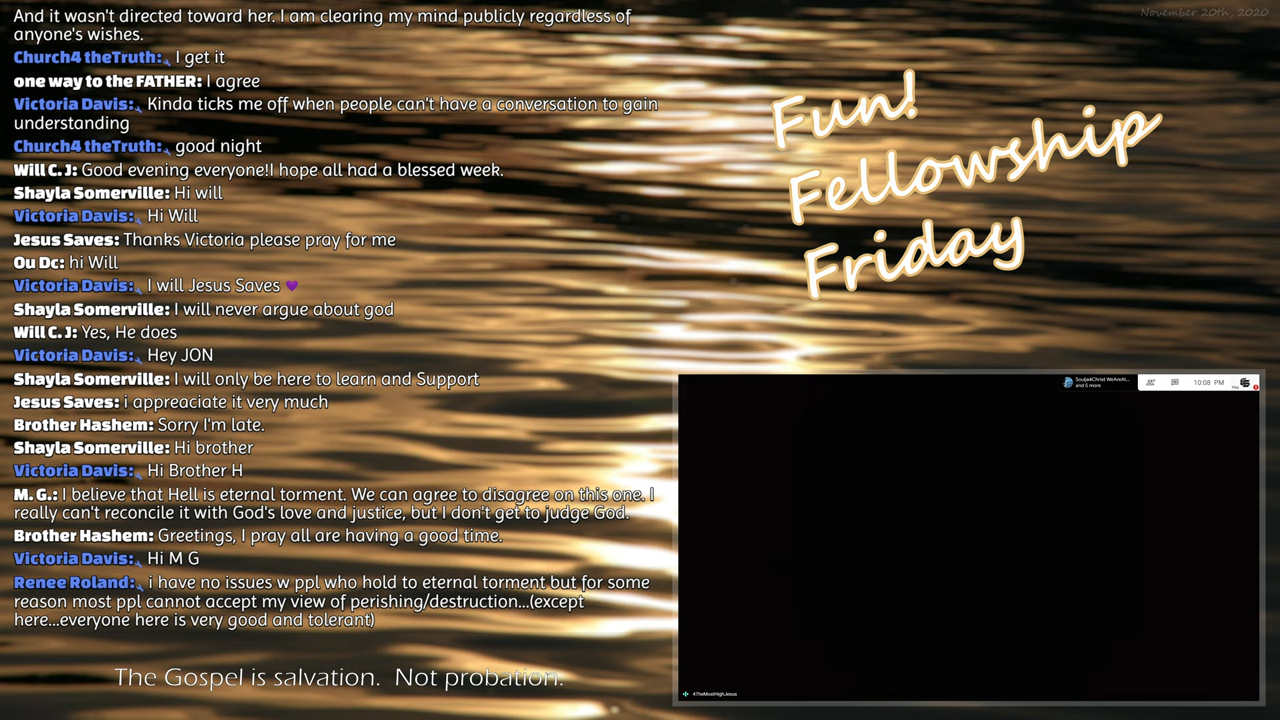 And it wasn't directed toward her. I am clearing my mind publicly regardless of
anyone's wishes.
Church4 theTruth: I get it
one way to the FATHER: I agree
Victoria Davis: Kinda ticks me off when people can't have a conversation to gain
understanding
Church4 theTruth: good night
Will C. J: Good evening everyone!I hope all had a blessed week.
Shayla Somerville: Hi will
Victoria Davis: Hi Will
Jesus Saves: Thanks Victoria please pray for me
Ou Dc: hi Will
Victoria Davis: I will Jesus Saves 💜
Shayla Somerville: I will never argue about god
Will C. J: Yes, He does
Victoria Davis: Hey JON
Shayla Somerville: I will only be here to learn and Support
Jesus Saves: i appreaciate it very much
Brother Hashem: Sorry I'm late.
Shayla Somerville: Hi brother
Victoria Davis: Hi Brother H
M. G.: I believe that Hell is eternal torment. We can agree to disagree on this one. I
really can't reconcile it with God's love and justice, but I don't get to judge God.
Brother Hashem: Greetings, I pray all are having a good time.
Victoria Davis: Hi M G
Renee Roland: i have no issues w ppl who hold to eternal torment but for some
reason most ppl cannot accept my view of perishing/destruction...(except
here...everyone here is very good and tolerant)
The Gospel is salvation. Not probation.
November 20th, 2020
Fun!
Fellowship
Friday
Soulja4Christ WeAreAt...
and 5 more
10:08 PM
You
4TheMostHighJesus